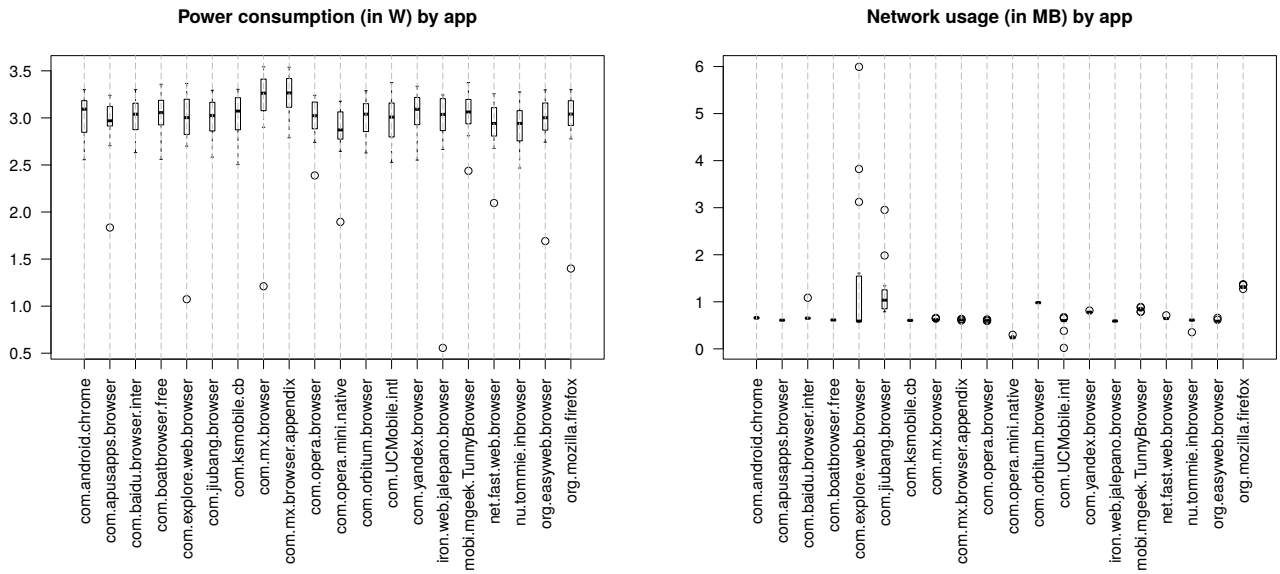 Power consumption (in W) by app
3.5
3.0
2.5
2.0
1.5
1.0
0.5
com.android.chrome
com.apusapps.browser
com.baidu.browser.inter
com.boatbrowser.free
com.explore.web.browser
com.jiubang.browser
com.ksmobile.cb
com.mx.browser
com.mx.browser.appendix
com.opera.browser
com.opera.mini.native
com.orbitum.browser
com.UCMobile.intl
com.yandex.browser
iron.web.jalepano.browser
mobi.mgeek.TunnyBrowser
net.fast.web.browser
nu.tommie.inbrowser
org.easyweb.browser
org.mozilla.firefox
Network usage (in MB) by app
6
5
4
3
2
1
0
com.android.chrome
com.apusapps.browser
com.baidu.browser.inter
com.boatbrowser.free
com.explore.web.browser
com.jiubang.browser
com.ksmobile.cb
com.mx.browser
com.mx.browser.appendix
com.opera.browser
com.opera.mini.native
com.orbitum.browser
com.UCMobile.intl
com.yandex.browser
iron.web.jalepano.browser
mobi.mgeek.TunnyBrowser
net.fast.web.browser
nu.tommie.inbrowser
org.easyweb.browser
org.mozilla.firefox